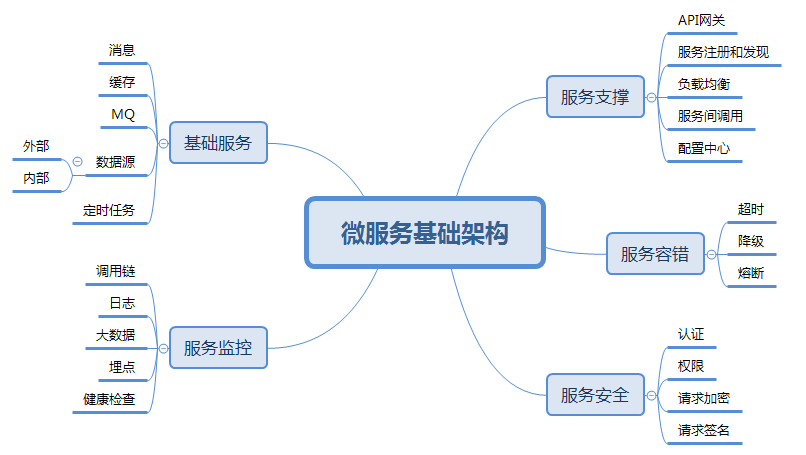 微服务基础架构
服务支撑
API网关
服务注册和发现
负载均衡
服务间调用
配置中心
服务容错
超时
降级
熔断
服务安全
认证
权限
请求加密
请求签名
基础服务
消息
缓存
MQ
数据源
外部
内部
定时任务
服务监控
调用链
日志
大数据
埋点
健康检查